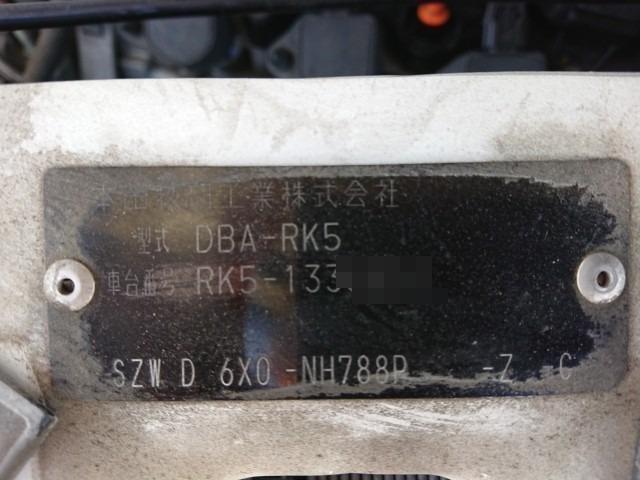 本田技研工業株式会社
型式 DBA-RK5
車台番号 RK5-133
SZW D 6X0 -NH788P -Z C